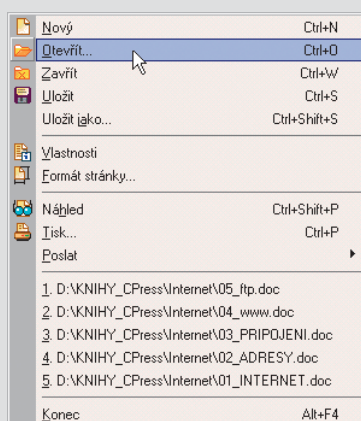 Nový Ctrl+N
Otevřít... Ctrl+O
Zavřít Ctrl+W
Uložit Ctrl+S
Uložit jako... Ctrl+Shift+S
Vlastnosti
Formát stránky...
Náhled Ctrl+Shift+P
Tisk... Ctrl+P
Poslat
1. D:\KNIHY_CPress\Internet\05_ftp.doc
2. D:\KNIHY_CPress\Internet\04_www.doc
3. D:\KNIHY_CPress\Internet\03_PRIPOJENI.doc
4. D:\KNIHY_CPress\Internet\02_ADRESY.doc
5. D:\KNIHY_CPress\Internet\01_INTERNET.doc
Konec Alt+F4